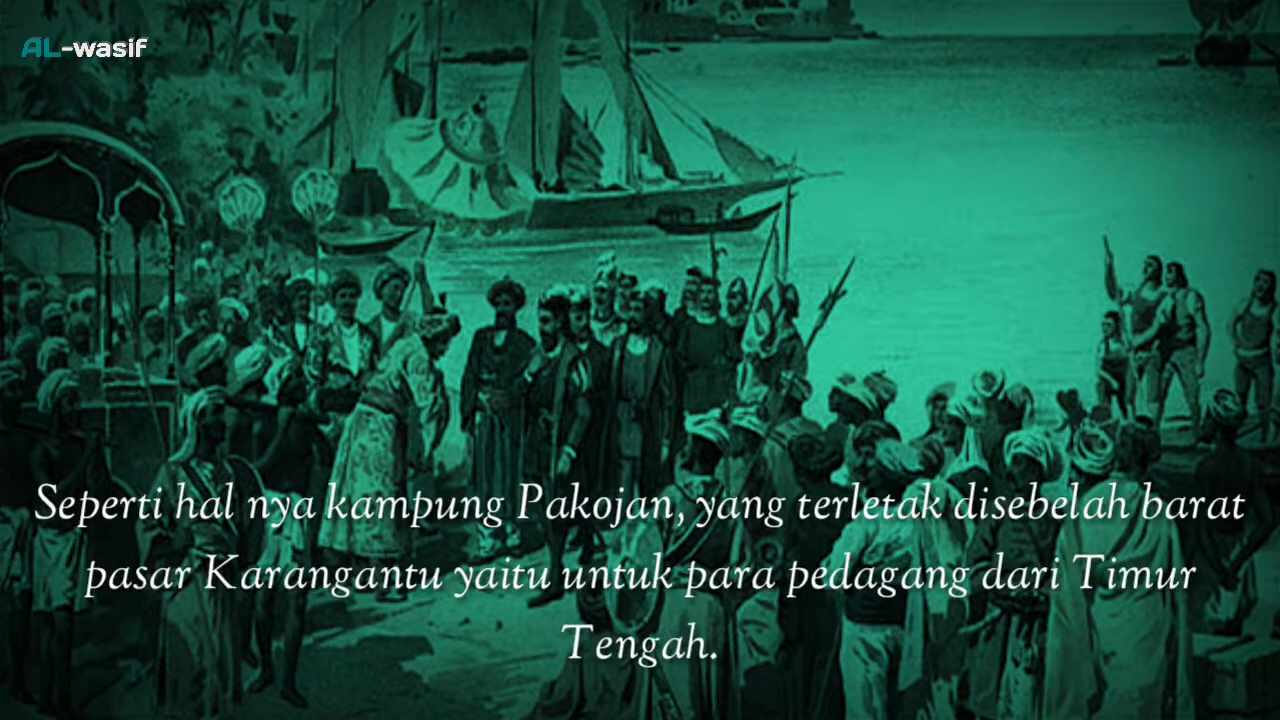 AL-wasif
Seperti hal nya kampung Pakojan, yang terletak disebelah barat
pasar Karangantu yaitu untuk para pedagang dari Timur
Tengah.